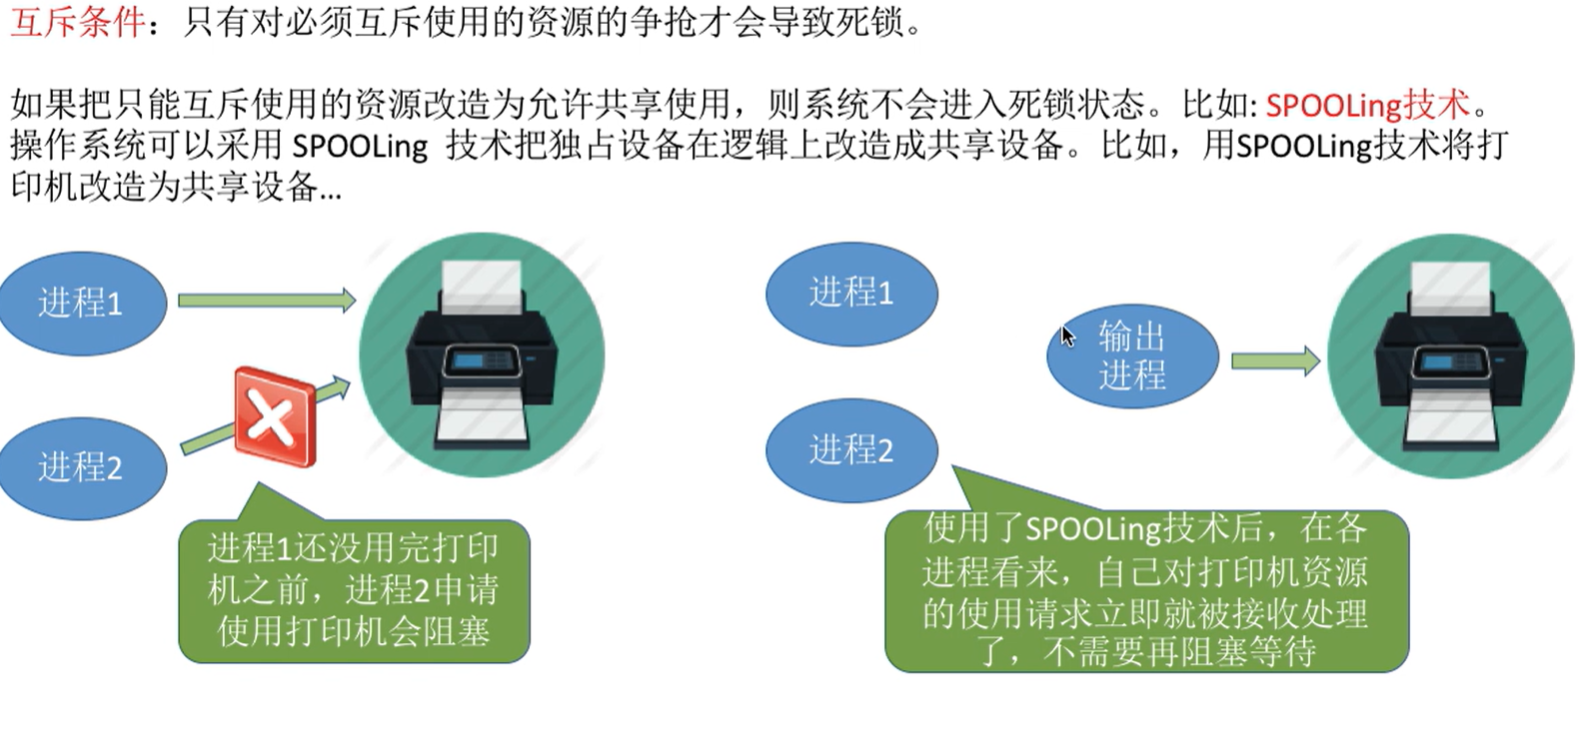 互斥条件：只有对必须互斥使用的资源的争抢才会导致死锁。
如果把只能互斥使用的资源改造为允许共享使用，则系统不会进入死锁状态。比如: SPOOLing技术。
操作系统可以采用 SPOOLing 技术把独占设备在逻辑上改造成共享设备。比如，用SPOOLing技术将打
印机改造为共享设备...
进程1
进程2
进程1还没用完打印
机之前，进程2申请
使用打印机会阻塞
进程1
进程2
输出
进程
使用了SPOOLing技术后，在各
进程看来，自己对打印机资源
的使用请求立即就被接收处理
了，不需要再阻塞等待